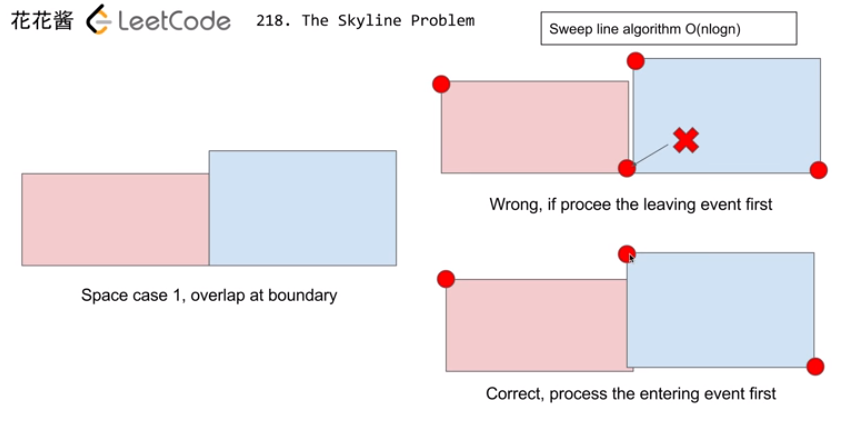 花花酱 LeetCode 218. The Skyline Problem
Sweep line algorithm O(nlogn)
Wrong, if procee the leaving event first
Space case 1, overlap at boundary
Correct, process the entering event first